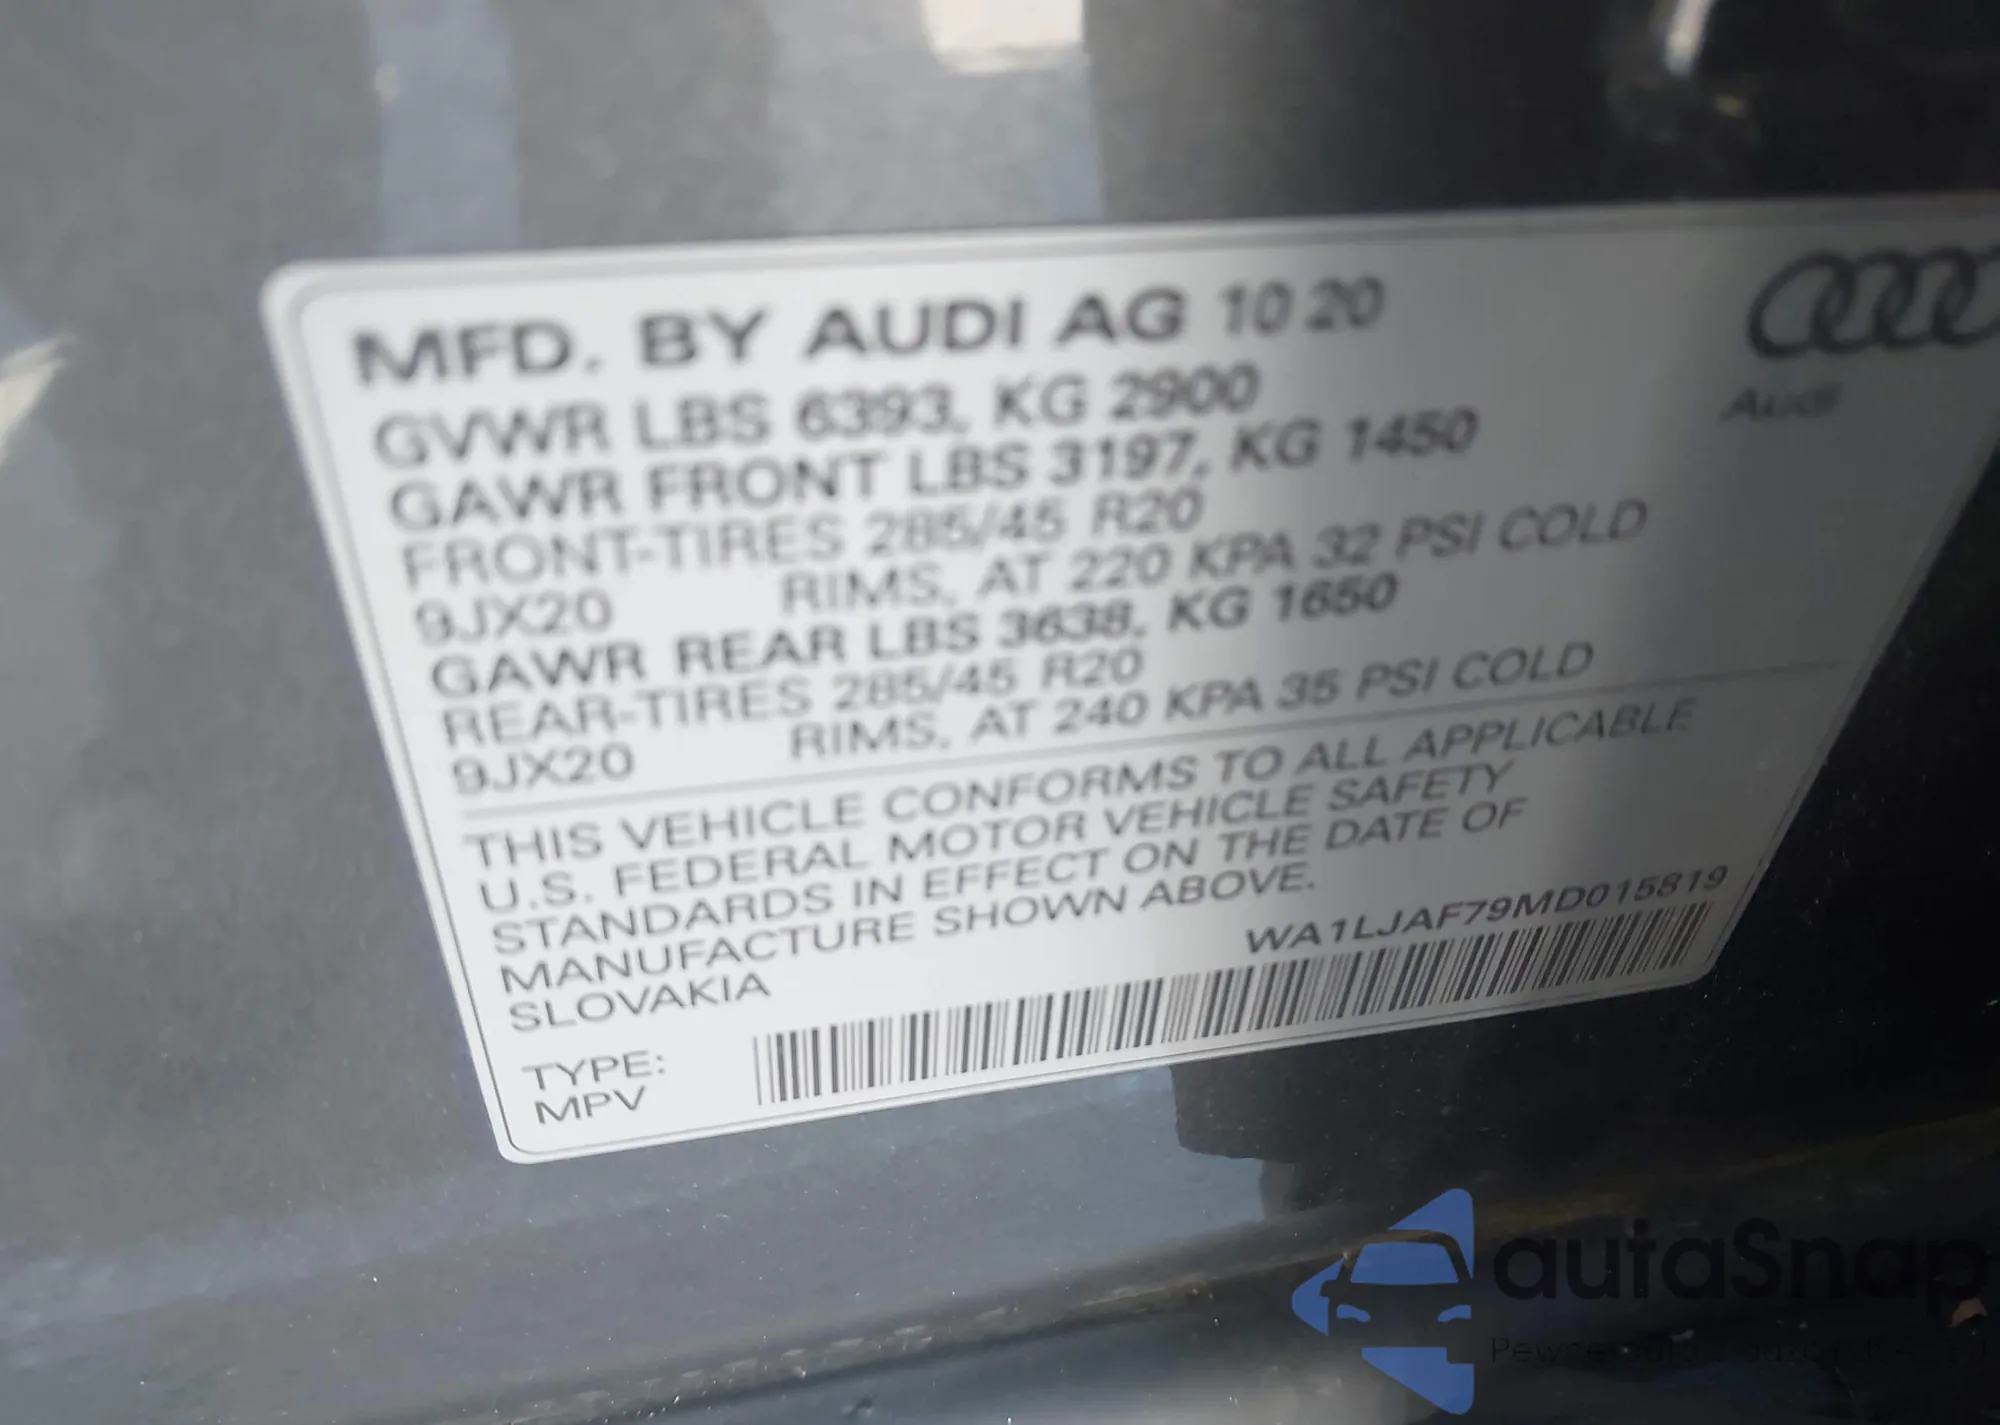 MFD. BY AUDI AG 10 20
Audi
GVWR LBS 6393, KG 2900
GAWR FRONT LBS 3197, KG 1450
FRONT-TIRES 285/45 R20
9JX20 RIMS, AT 220 KPA 32 PSI COLD
GAWR REAR LBS 3638, KG 1650
REAR-TIRES 285/45 R20
9JX20 RIMS, AT 240 KPA 35 PSI COLD
THIS VEHICLE CONFORMS TO ALL APPLICABLE
U.S. FEDERAL MOTOR VEHICLE SAFETY
STANDARDS IN EFFECT ON THE DATE OF
MANUFACTURE SHOWN ABOVE.
SLOVAKIA
WA1LJAF79MD015819
TYPE:
MPV
autaSnap